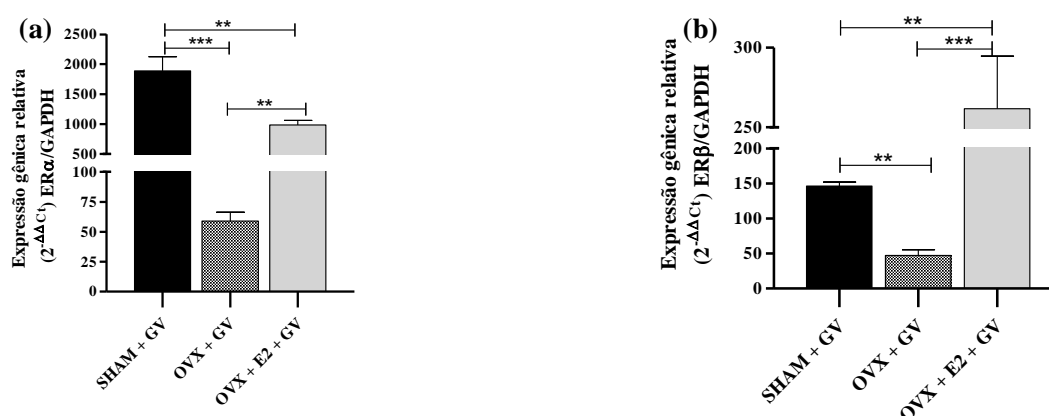 (a)
Expressão gênica relativa
(2-ΔΔCt) ERα/GAPDH
2500
2000
1500
1000
500
100
75
50
25
0
**
***
**
SHAM + GV
OVX + GV
OVX + E2 + GV
(b)
Expressão gênica relativa
(2-ΔΔCt) ERβ/GAPDH
300
250
200
150
100
50
0
**
***
**
SHAM + GV
OVX + GV
OVX + E2 + GV